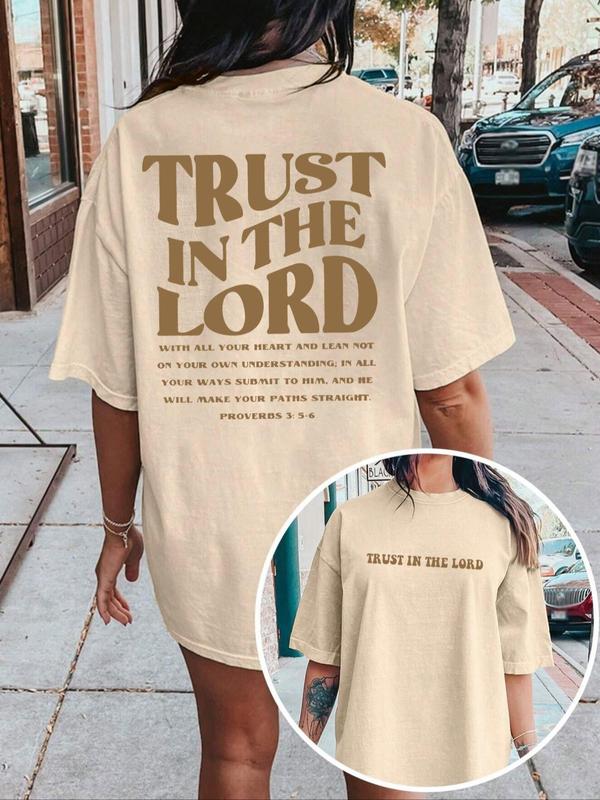 TRUST
IN THE
LORD
WITH ALL YOUR HEART AND LEAN NOT
ON YOUR OWN UNDERSTANDING; IN ALL
YOUR WAYS SUBMIT TO HIM, AND HE
WILL MAKE YOUR PATHS STRAIGHT.
PROVERBS 3: 5-6
TRUST IN THE LORD